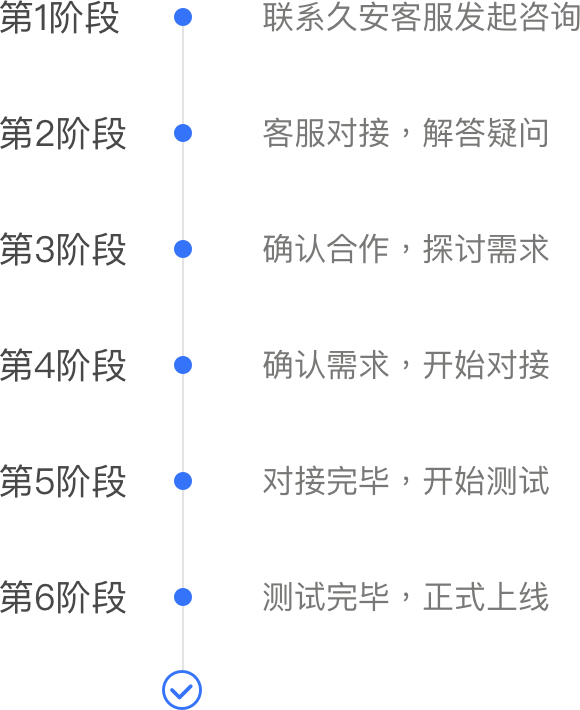 第1阶段 联系久安客服发起咨询
第2阶段 客服对接，解答疑问
第3阶段 确认合作，探讨需求
第4阶段 确认需求，开始对接
第5阶段 对接完毕，开始测试
第6阶段 测试完毕，正式上线